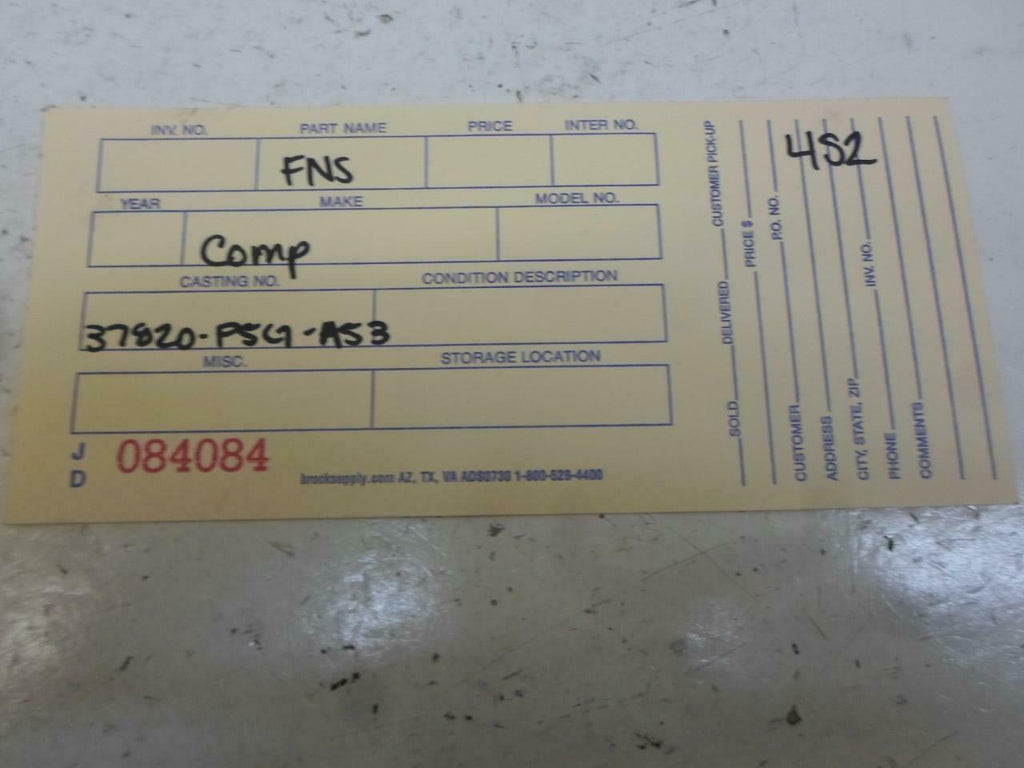 INV. NO. PART NAME PRICE INTER NO.
FNS
YEAR MAKE MODEL NO.
Comp
CASTING NO. CONDITION DESCRIPTION
37820-P5G-A53
MISC. STORAGE LOCATION
J
D
084084
brocksupply.com AZ, TX, VA ADS0730 1-800-528-4400
4S2
SOLD DELIVERED CUSTOMER PICK-UP
PRICE $
P.O. NO.
CUSTOMER
ADDRESS
CITY, STATE, ZIP INV. NO.
PHONE
COMMENTS